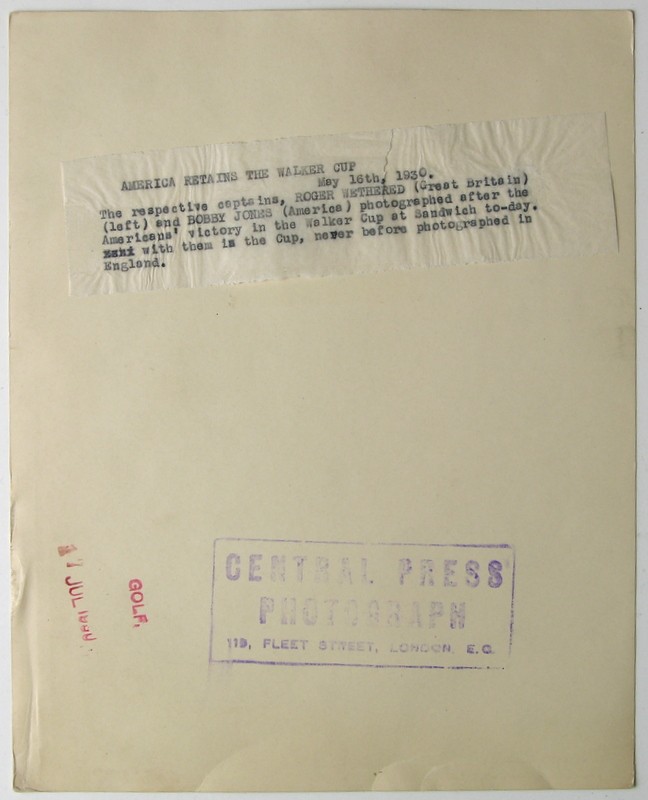 AMERICA RETAINS THE WALKER CUP
May 16th, 1930.
The respective captains, ROGER WETHERED (Great Britain)
(left) and BOBBY JONES (America) photographed after the
Americans' victory in the Walker Cup at Sandwich to-day.
with them is the Cup, never before photographed in
England.
GOLF.
CENTRAL PRESS
PHOTOGRAPH
119, FLEET STREET, LONDON, E.C.